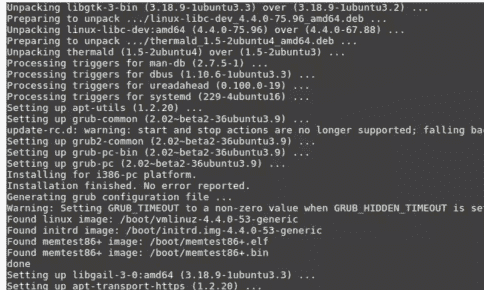 Unpacking libgtk-3-bin (3.18.9-1ubuntu3.3) over (3.18.9-1ubuntu3.2) ...
Preparing to unpack .../linux-libc-dev_4.4.0-75.96_amd64.deb ...
Unpacking linux-libc-dev:amd64 (4.4.0-75.96) over (4.4.0-67.88) ...
Preparing to unpack .../thermald_1.5-2ubuntu4_amd64.deb ...
Unpacking thermald (1.5-2ubuntu4) over (1.5-2ubuntu3) ...
Processing triggers for man-db (2.7.5-1) ...
Processing triggers for dbus (1.10.6-1ubuntu3.3) ...
Processing triggers for ureadahead (0.100.0-19) ...
Processing triggers for systemd (229-4ubuntu16) ...
Setting up apt-utils (1.2.20) ...
Setting up grub-common (2.02~beta2-36ubuntu3.9) ...
update-rc.d: warning: start and stop actions are no longer supported; falling ba
Setting up grub2-common (2.02~beta2-36ubuntu3.9) ...
Setting up grub-pc-bin (2.02~beta2-36ubuntu3.9) ...
Setting up grub-pc (2.02~beta2-36ubuntu3.9) ...
Installing for i386-pc platform.
Installation finished. No error reported.
Generating grub configuration file ...
Warning: Setting GRUB_TIMEOUT to a non-zero value when GRUB_HIDDEN_TIMEOUT is set
Found linux image: /boot/vmlinuz-4.4.0-53-generic
Found initrd image: /boot/initrd.img-4.4.0-53-generic
Found memtest86+ image: /boot/memtest86+.elf
Found memtest86+ image: /boot/memtest86+.bin
done
Setting up libgail-3-0:amd64 (3.18.9-1ubuntu3.3) ...
Setting up apt-transport-https (1.2.20) ...